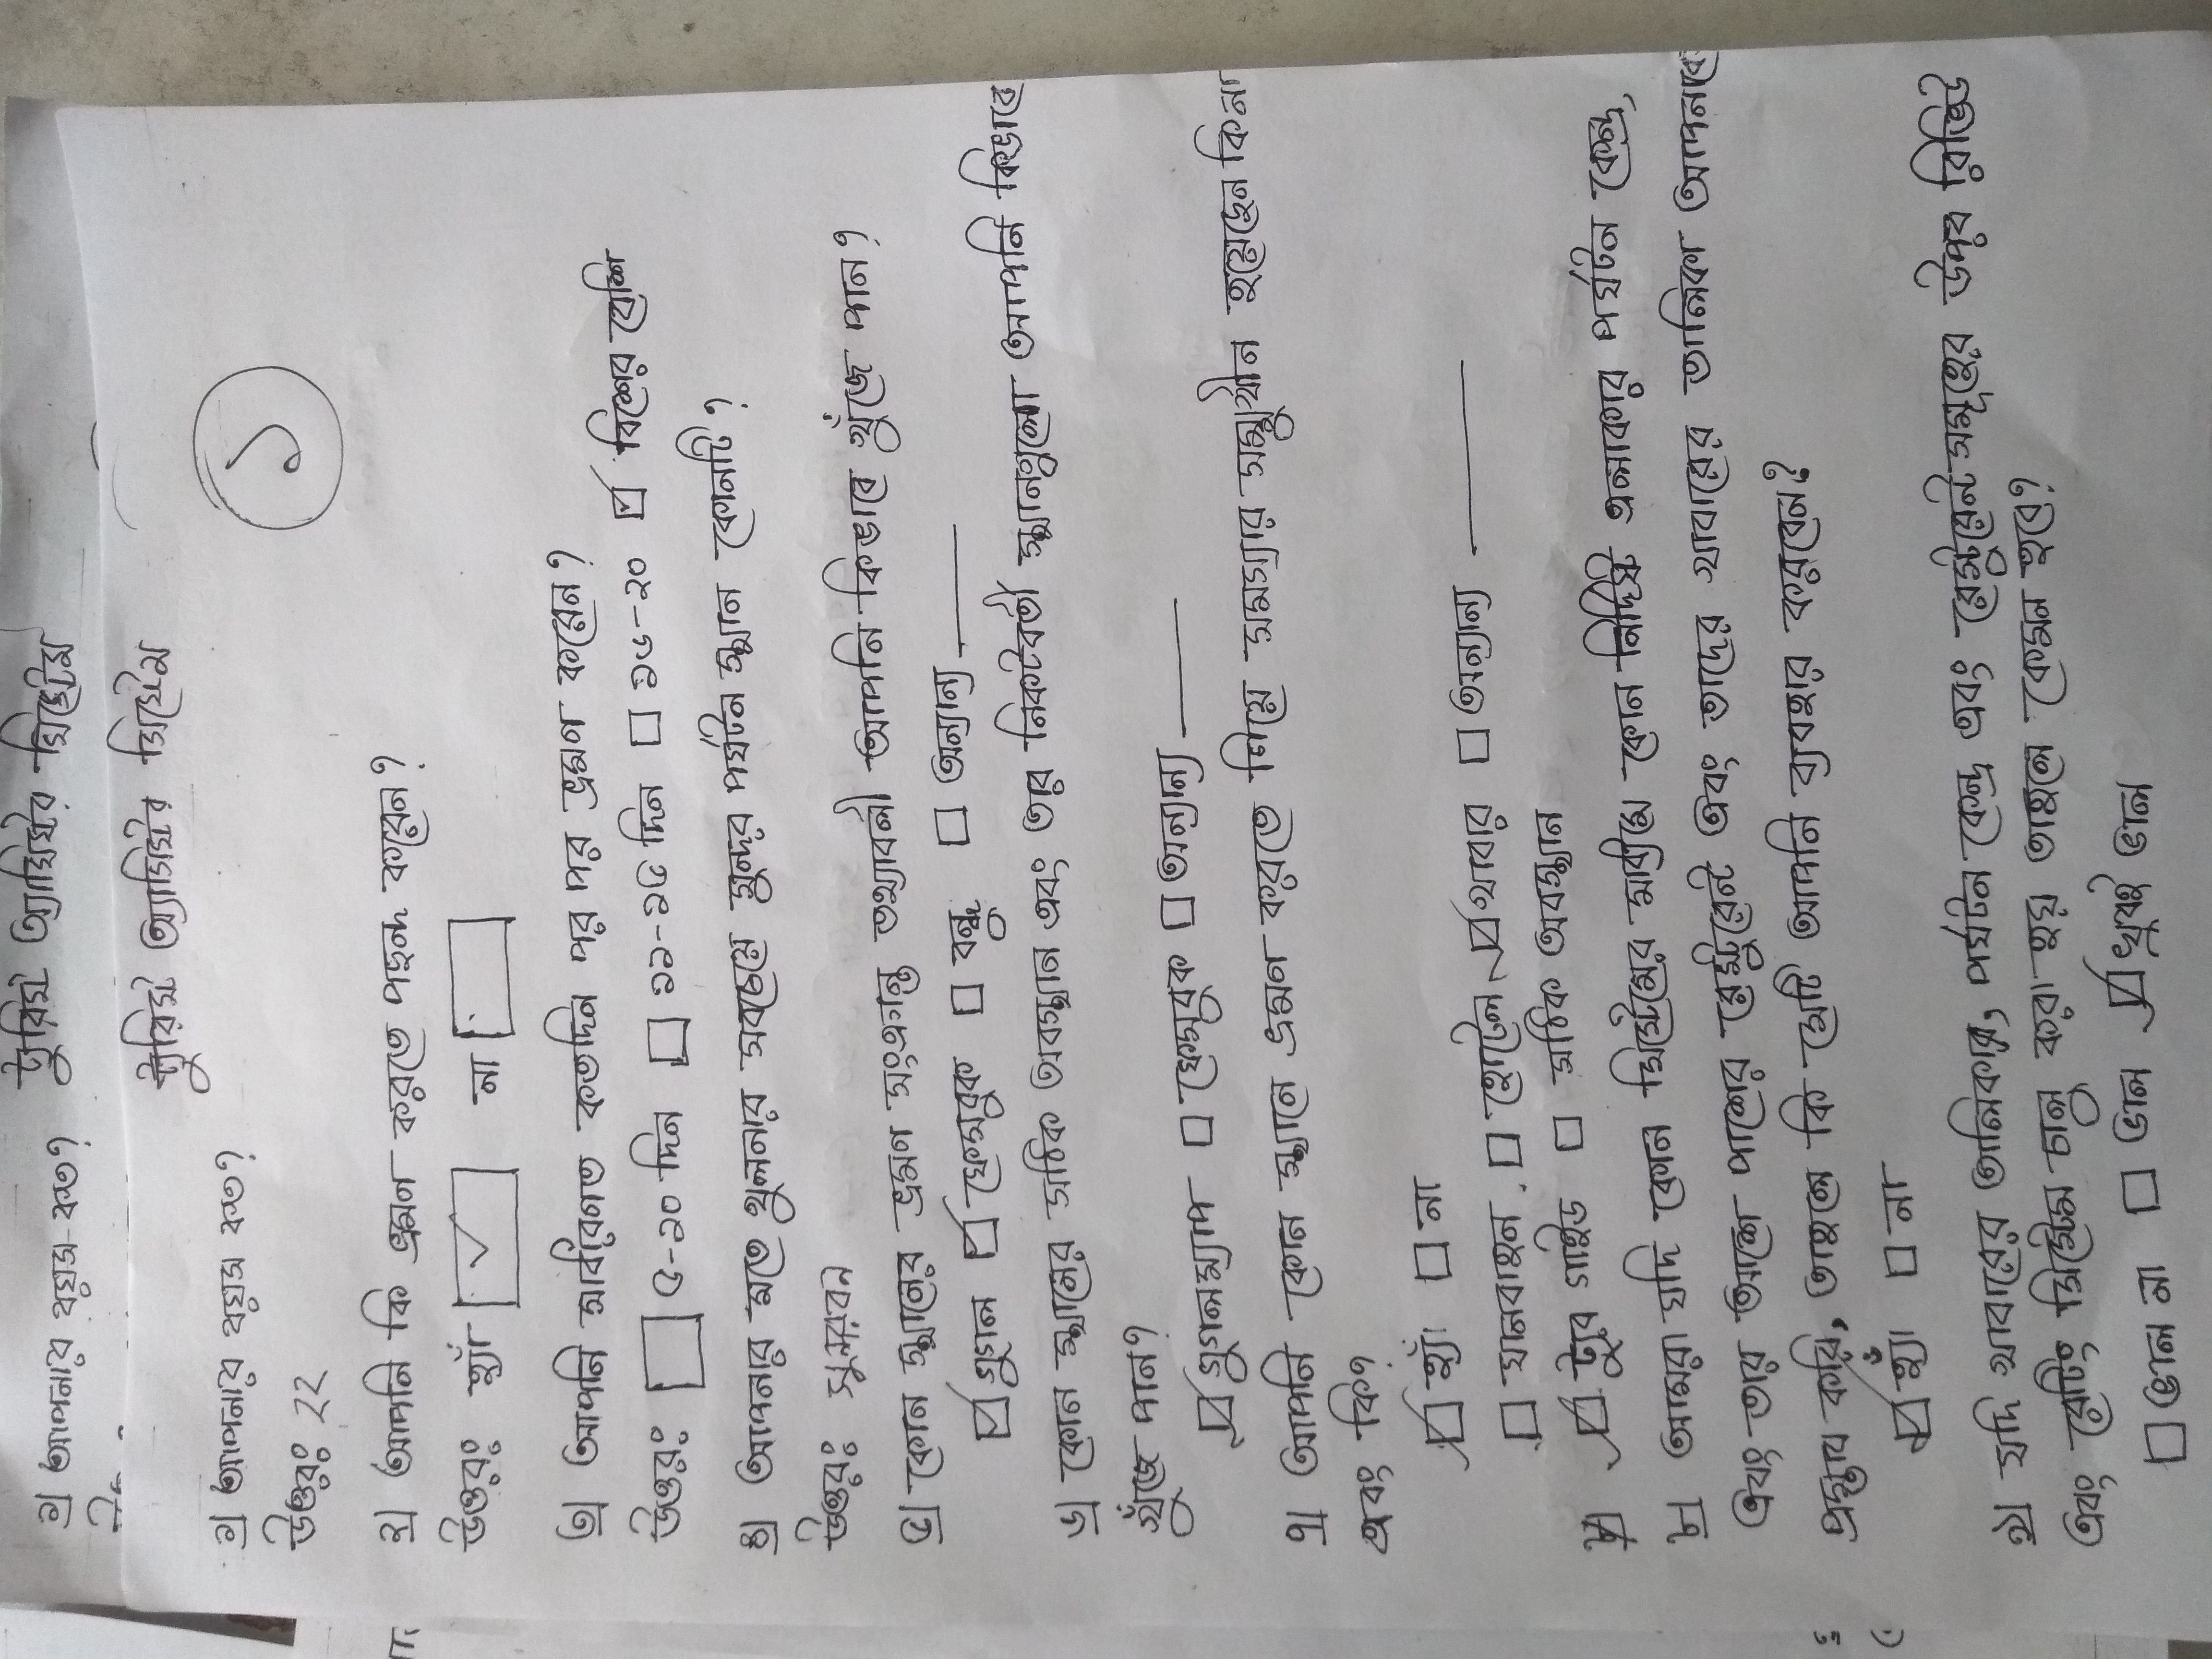 ১) আপনার বয়স কত?
টুরিস্ট অ্যাসিস্টর সিস্টেম
টুরিস্ট অ্যাসিস্টর সিস্টেম
১
১) আপনার বয়স কত?
উত্তরঃ ২২
২) আপনি কি ভ্রমণ করতে পছন্দ করেন?
উত্তরঃ হ্যাঁ ☑ না ☐
৩) আপনি সাধারণত কতদিন পর পর ভ্রমণ করেন?
উত্তরঃ ☐ ৫-১০ দিন ☐ ১১-১৫ দিন ☐ ১৬-২০ ☑ বিশের বেশি
৪) আপনার মতে খুলনার সবচেয়ে সুন্দর পর্যটন স্থান কোনটি?
উত্তরঃ সুন্দরবন
৫) কোন স্থানের ভ্রমণ সংক্রান্ত তথ্যাবলী আপনি কিভাবে খুঁজে পান?
☑ গুগল ☑ ফেসবুক ☐ বন্ধু ☐ অন্যান্য ____
৬) কোন স্থানের সঠিক অবস্থান এবং তার নিকটবর্তী স্থানগুলো আপনি কিভাবে
খুঁজে পান?
☑ গুগলম্যাপ ☐ ফেসবুক ☐ অন্যান্য ____
৭) আপনি কোন স্থানে ভ্রমণ করতে গিয়ে সমস্যার সম্মুখীন হয়েছেন কি না
এবং কি?
☑ হ্যাঁ ☐ না
☐ যানবাহন ☐ হোটেল ☑ খাবার ☐ অন্যান্য ____
☑ ট্যুর গাইড ☐ সঠিক অবস্থান
৮) আমরা যদি কোন সিস্টেমের মাধ্যমে কোন নির্দিষ্ট এলাকার পর্যটন কেন্দ্র,
এবং তার আশে পাশের রেস্টুরেন্ট এবং তাদের খাবারের তালিকা আপনাকে
প্রস্তাব করি, তাহলে কি সেটি আপনি ব্যবহার করবেন?
☑ হ্যাঁ ☐ না
৯) যদি খাবারের তালিকার, পর্যটন কেন্দ্র এবং রেস্টুরেন্ট সমূহের উপর রিভিউ
এবং রেটিং সিস্টেম চালু করা হয় তাহলে কেমন হবে?
☐ ভাল না ☐ ভাল ☑ খুবই ভাল